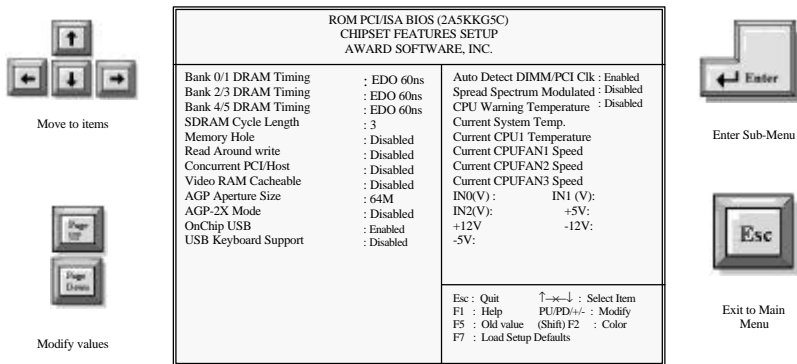 ROM PCI/ISA BIOS (2A5KKG5C)
CHIPSET FEATURES SETUP
AWARD SOFTWARE, INC.
Bank 0/1 DRAM Timing : EDO 60ns
Bank 2/3 DRAM Timing : EDO 60ns
Bank 4/5 DRAM Timing : EDO 60ns
SDRAM Cycle Length : 3
Memory Hole : Disabled
Read Around write : Disabled
Concurrent PCI/Host : Disabled
Video RAM Cacheable : Disabled
AGP Aperture Size : 64M
AGP-2X Mode : Disabled
OnChip USB : Enabled
USB Keyboard Support : Disabled
Auto Detect DIMM/PCI Clk : Enabled
Spread Spectrum Modulated : Disabled
CPU Warning Temperature : Disabled
Current System Temp.
Current CPU1 Temperature
Current CPUFAN1 Speed
Current CPUFAN2 Speed
Current CPUFAN3 Speed
IN0(V) : IN1 (V):
IN2(V): +5V:
+12V -12V:
-5V:
Esc : Quit ↑→←↓ : Select Item
F1 : Help PU/PD/+/- : Modify
F5 : Old value (Shift) F2 : Color
F7 : Load Setup Defaults
↑
← ↓ →
Move to items
Page
UP
Page
Down
Modify values
Enter
Enter Sub-Menu
Esc
Exit to Main
Menu